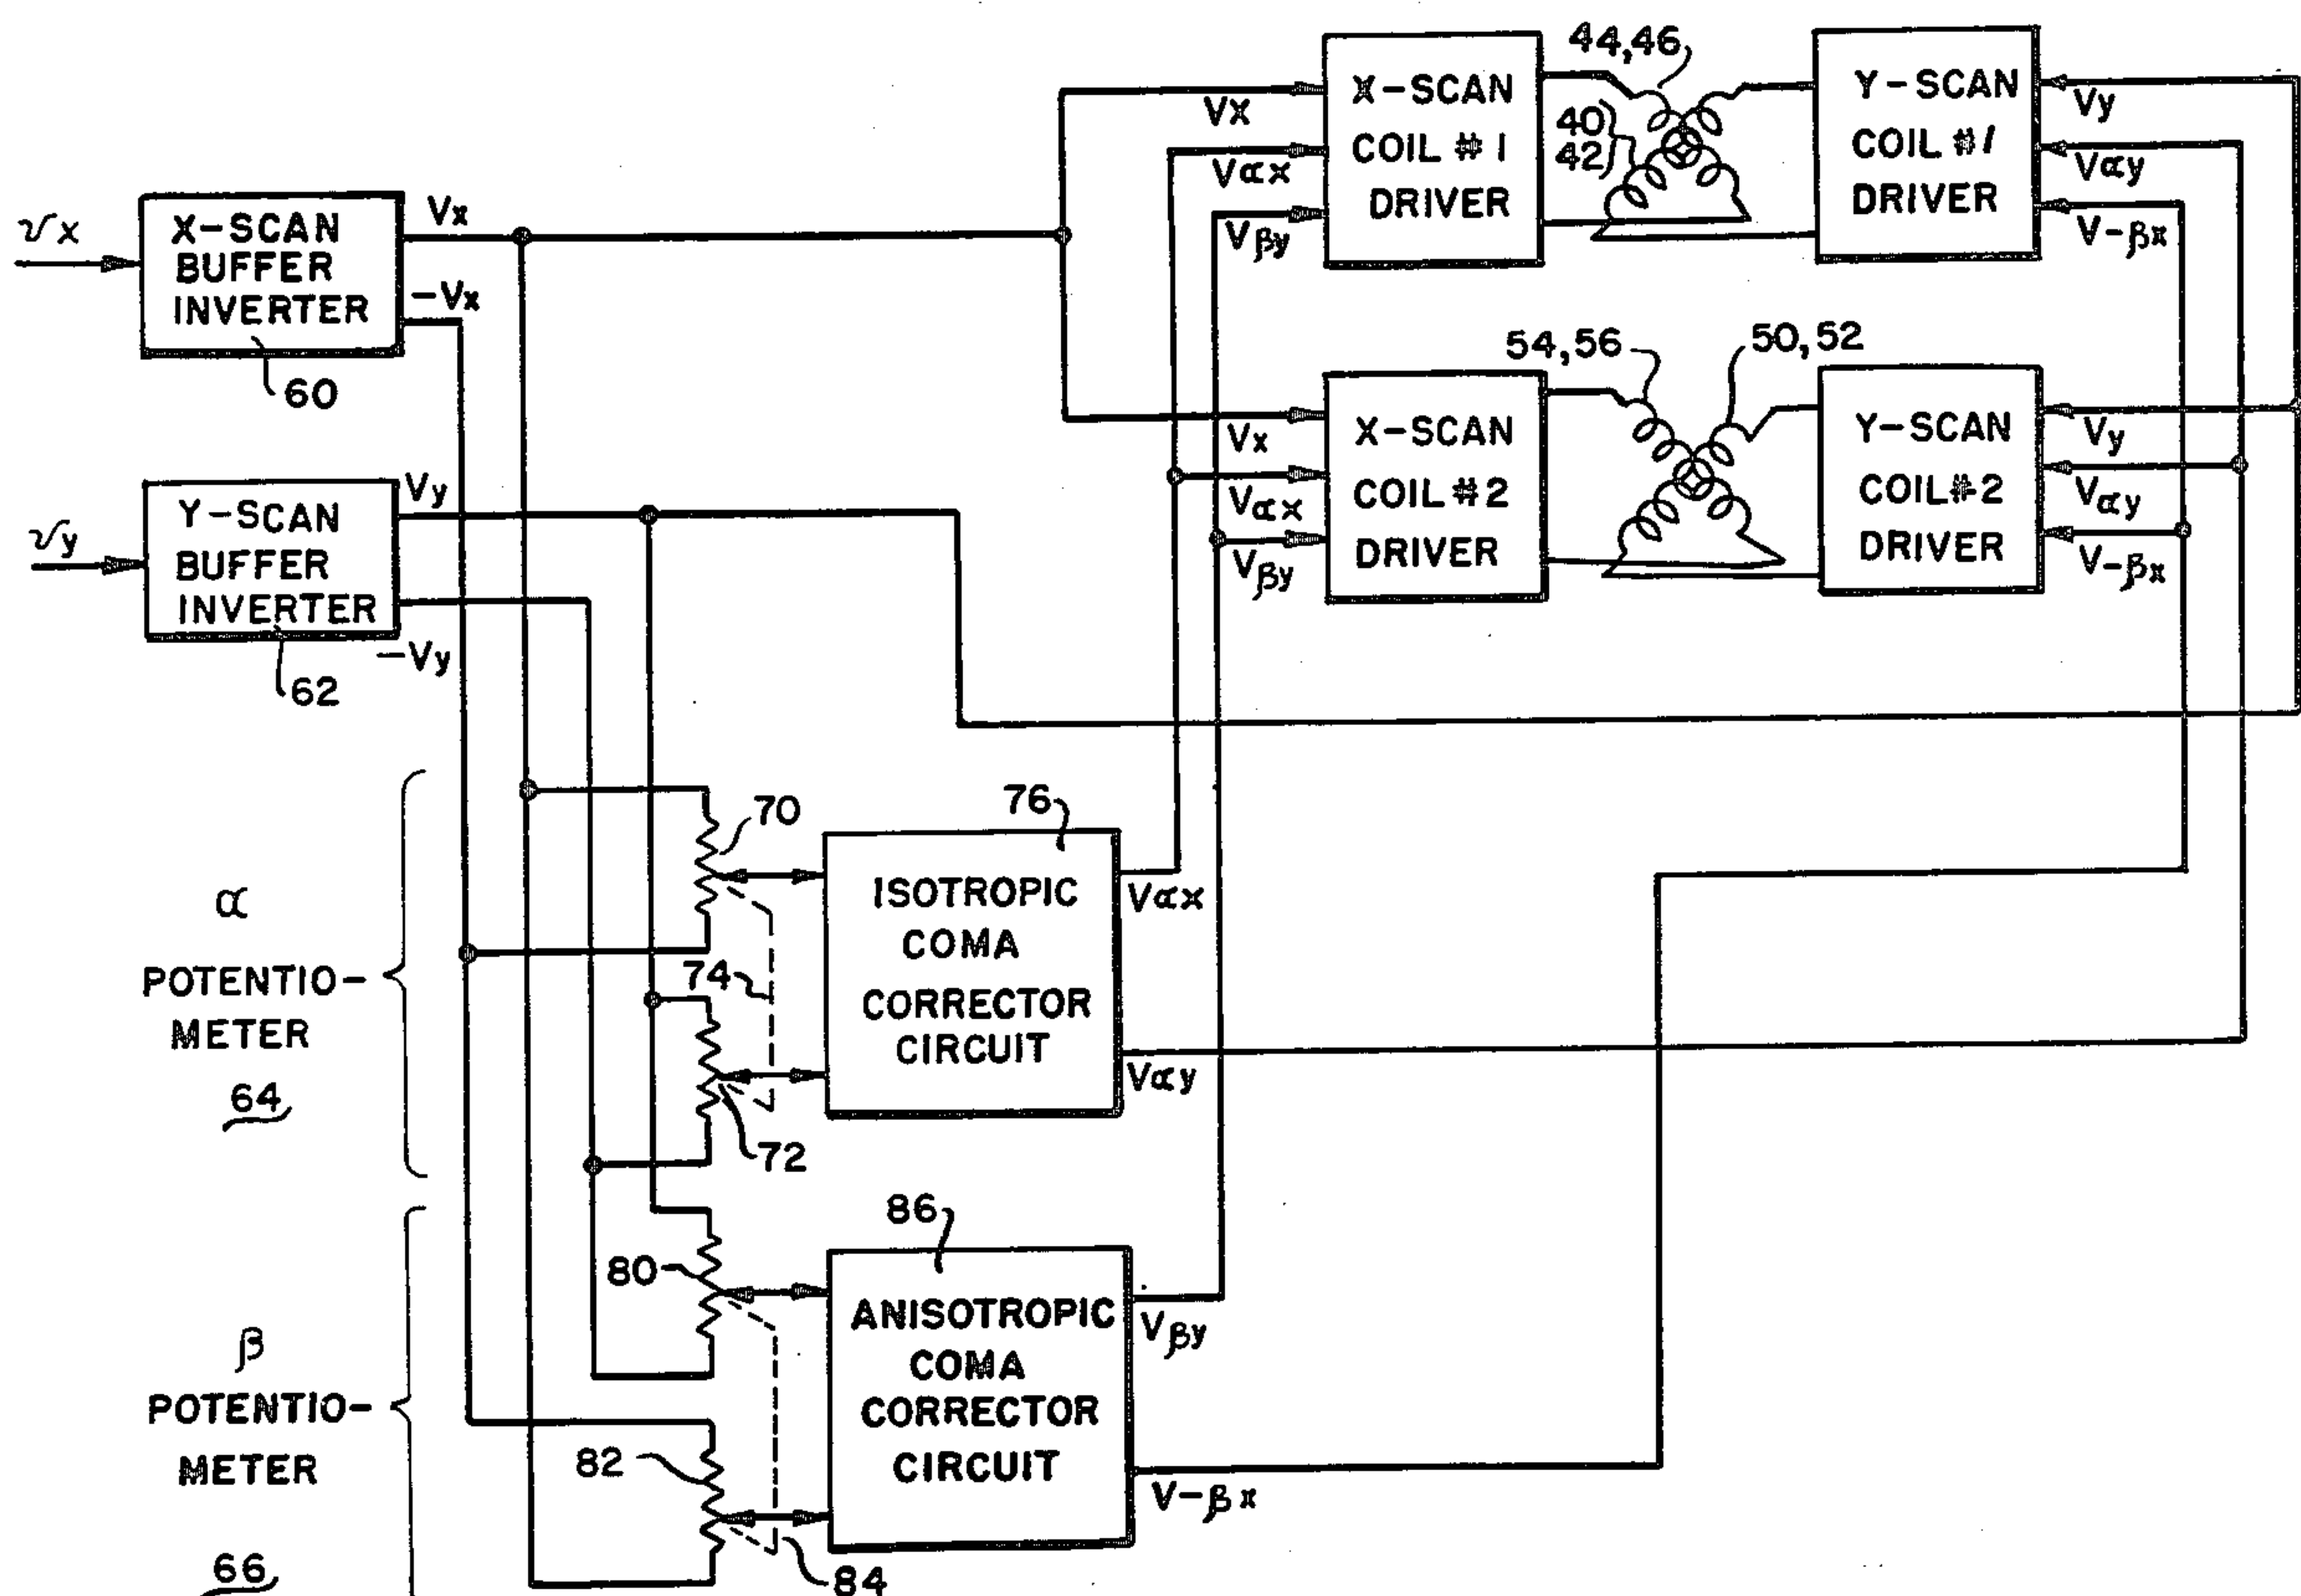 44,46
X-SCAN
COIL #1
DRIVER
Y-SCAN
COIL #1
DRIVER
40
42
VX
Vαx
Vβy
Vy
Vαy
V-βx
νx
X-SCAN
BUFFER
INVERTER
Vx
-Vx
60
54,56
50,52
X-SCAN
COIL #2
DRIVER
Y-SCAN
COIL #2
DRIVER
Vx
Vαx
Vβy
Vy
Vαy
V-βx
νy
Y-SCAN
BUFFER
INVERTER
Vy
-Vy
62
α
POTENTIO-
METER
64
70
74
72
76
ISOTROPIC
COMA
CORRECTOR
CIRCUIT
Vαx
Vαy
β
POTENTIO-
METER
66
80
82
84
86
ANISOTROPIC
COMA
CORRECTOR
CIRCUIT
Vβy
V-βx